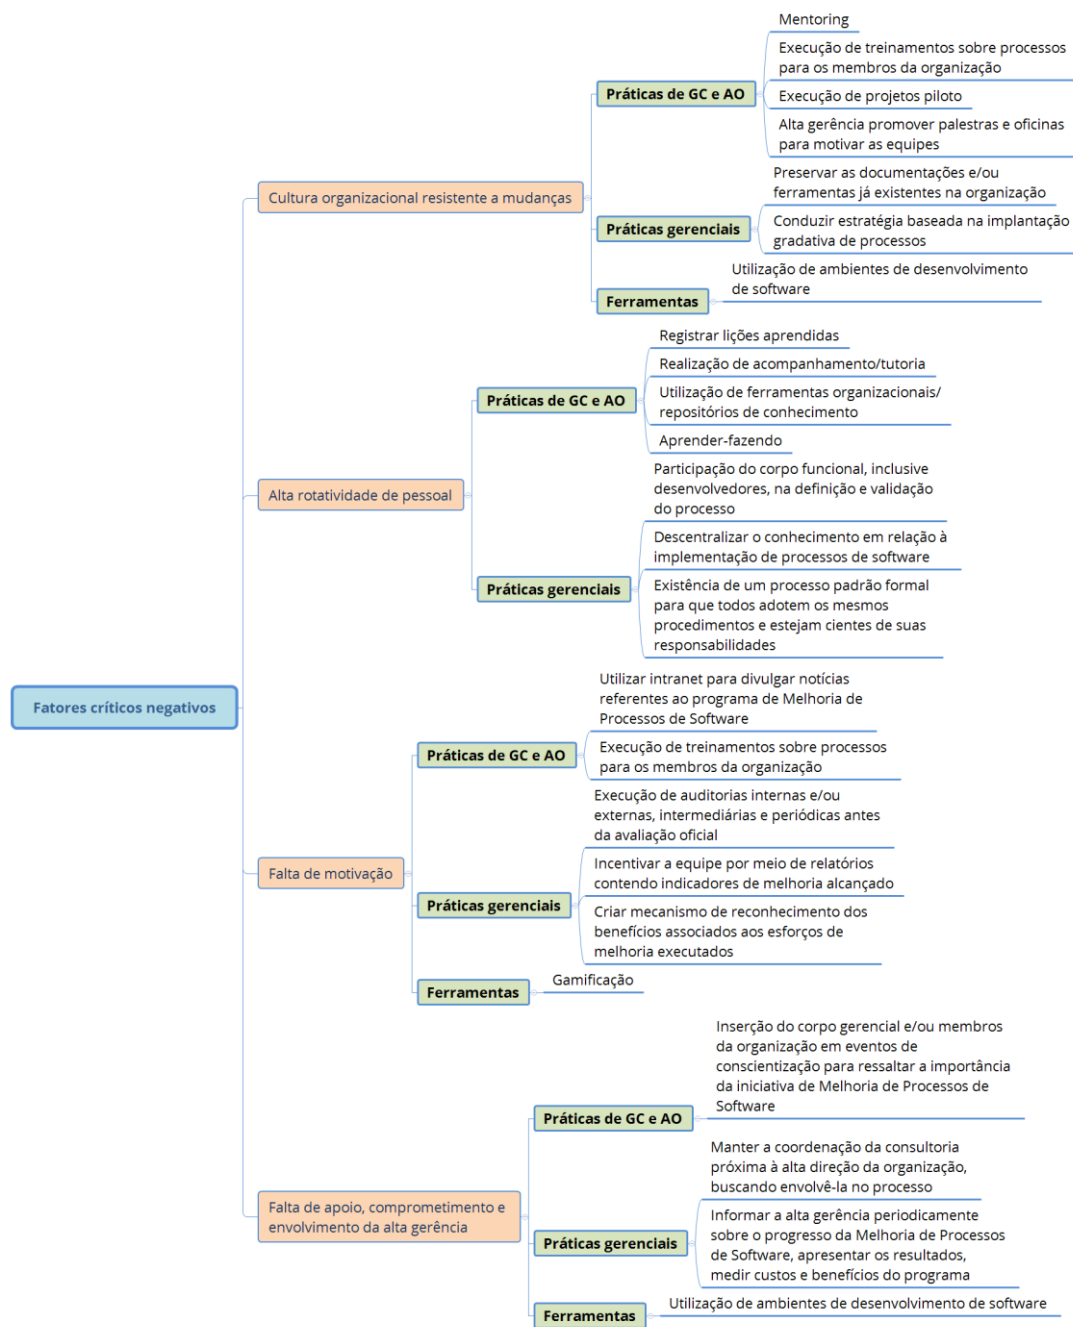 Fatores críticos negativos
Cultura organizacional resistente a mudanças
Práticas de GC e AO
Mentoring
Execução de treinamentos sobre processos
para os membros da organização
Execução de projetos piloto
Alta gerência promover palestras e oficinas
para motivar as equipes
Práticas gerenciais
Preservar as documentações e/ou
ferramentas já existentes na organização
Conduzir estratégia baseada na implantação
gradativa de processos
Ferramentas
Utilização de ambientes de desenvolvimento
de software
Alta rotatividade de pessoal
Práticas de GC e AO
Registrar lições aprendidas
Realização de acompanhamento/tutoria
Utilização de ferramentas organizacionais/
repositórios de conhecimento
Aprender-fazendo
Práticas gerenciais
Participação do corpo funcional, inclusive
desenvolvedores, na definição e validação
do processo
Descentralizar o conhecimento em relação à
implementação de processos de software
Existência de um processo padrão formal
para que todos adotem os mesmos
procedimentos e estejam cientes de suas
responsabilidades
Falta de motivação
Práticas de GC e AO
Utilizar intranet para divulgar notícias
referentes ao programa de Melhoria de
Processos de Software
Execução de treinamentos sobre processos
para os membros da organização
Práticas gerenciais
Execução de auditorias internas e/ou
externas, intermediárias e periódicas antes
da avaliação oficial
Incentivar a equipe por meio de relatórios
contendo indicadores de melhoria alcançado
Criar mecanismo de reconhecimento dos
benefícios associados aos esforços de
melhoria executados
Ferramentas
Gamificação
Falta de apoio, comprometimento e
envolvimento da alta gerência
Práticas de GC e AO
Inserção do corpo gerencial e/ou membros
da organização em eventos de
conscientização para ressaltar a importância
da iniciativa de Melhoria de Processos de
Software
Práticas gerenciais
Manter a coordenação da consultoria
próxima à alta direção da organização,
buscando envolvê-la no processo
Informar a alta gerência periodicamente
sobre o progresso da Melhoria de Processos
de Software, apresentar os resultados,
medir custos e benefícios do programa
Ferramentas
Utilização de ambientes de desenvolvimento de software